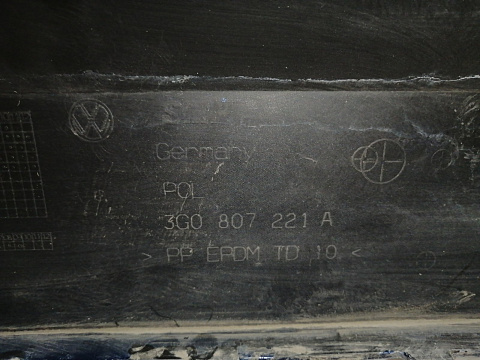 Germany
POL
3G0 807 221 A
> PP EPDM TD 10 <